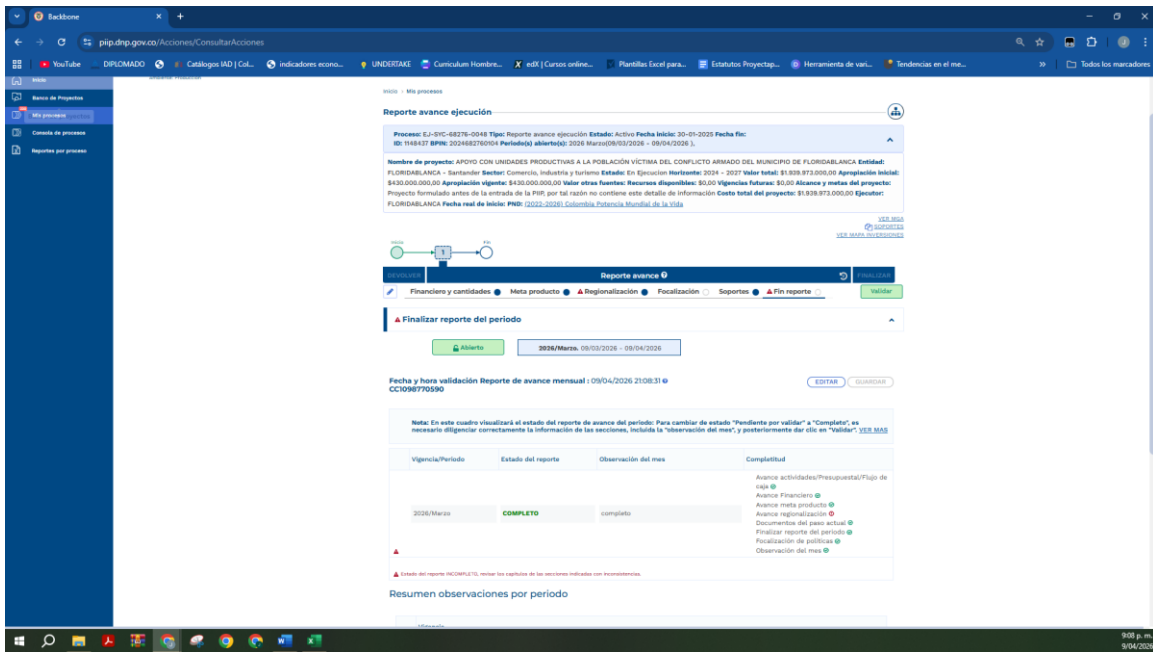 Backbone
piip.dnp.gov.co/Acciones/ConsultarAcciones
YouTube DIPLOMADO Catálogos IAD | Col... indicadores econo... UNDERTAKE Curriculum Hombre... edX | Cursos online... Plantillas Excel para... Estatutos Proyectap... Herramienta de vari... Tendencias en el me... » Todos los marcadores
Inicio
Banco de Proyectos
Mis procesos
Consola de procesos
Reportes por proceso
Ambiente Producción
Inicio > Mis procesos
Reporte avance ejecución
Proceso: EJ-SYC-68276-0048 Tipo: Reporte avance ejecución Estado: Activo Fecha inicio: 30-01-2025 Fecha fin:
ID: 1148437 BPIN: 2024682760104 Periodo(s) abierto(s): 2026 Marzo(09/03/2026 - 09/04/2026 ),
Nombre de proyecto: APOYO CON UNIDADES PRODUCTIVAS A LA POBLACIÓN VÍCTIMA DEL CONFLICTO ARMADO DEL MUNICIPIO DE FLORIDABLANCA Entidad:
FLORIDABLANCA - Santander Sector: Comercio, industria y turismo Estado: En Ejecucion Horizonte: 2024 - 2027 Valor total: $1.939.973.000,00 Apropiación inicial:
$430.000.000,00 Apropiación vigente: $430.000.000,00 Valor otras fuentes: Recursos disponibles: $0,00 Vigencias futuras: $0,00 Alcance y metas del proyecto:
Proyecto formulado antes de la entrada de la PIIP, por tal razón no contiene este detalle de información Costo total del proyecto: $1.939.973.000,00 Ejecutor:
FLORIDABLANCA Fecha real de inicio: PND: (2022-2026) Colombia Potencia Mundial de la Vida
VER MGA
SOPORTES
VER MAPA INVERSIONES
Inicio 1 Fin
DEVOLVER Reporte avance FINALIZAR
Financiero y cantidades Meta producto Regionalización Focalización Soportes Fin reporte Validar
Finalizar reporte del periodo
Abierto 2026/Marzo. 09/03/2026 - 09/04/2026
Fecha y hora validación Reporte de avance mensual : 09/04/2026 21:08:31
CC1098770590
EDITAR GUARDAR
Nota: En este cuadro visualizará el estado del reporte de avance del periodo: Para cambiar de estado "Pendiente por validar" a "Completo", es
necesario diligenciar correctamente la información de las secciones, incluida la "observación del mes", y posteriormente dar clic en "Validar". VER MAS
Vigencia/Periodo Estado del reporte Observación del mes Completitud
2026/Marzo COMPLETO completo
Avance actividades/Presupuestal/Flujo de
caja
Avance Financiero
Avance meta producto
Avance regionalización
Documentos del paso actual
Finalizar reporte del periodo
Focalización de políticas
Observación del mes
Estado del reporte INCOMPLETO, revisar los capítulos de las secciones indicadas con inconsistencias.
Resumen observaciones por periodo
Vigencia
9:08 p. m.
9/04/2026